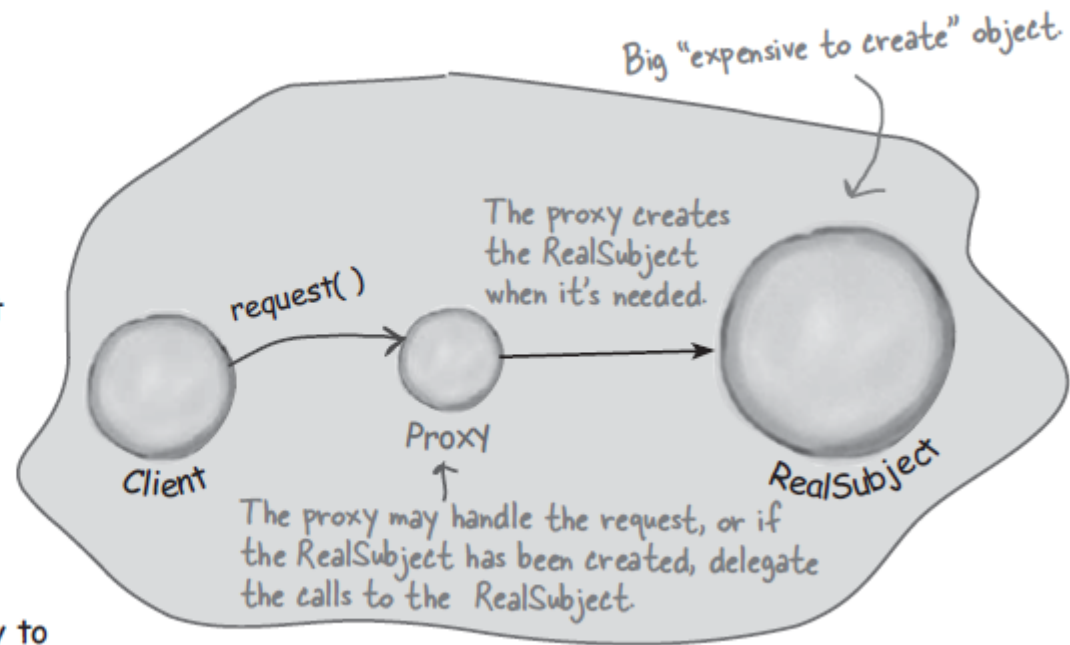 Big "expensive to create" object.
The proxy creates
the RealSubject
when it's needed.
request( )
Client
Proxy
RealSubject
The proxy may handle the request, or if
the RealSubject has been created, delegate
the calls to the RealSubject.
to